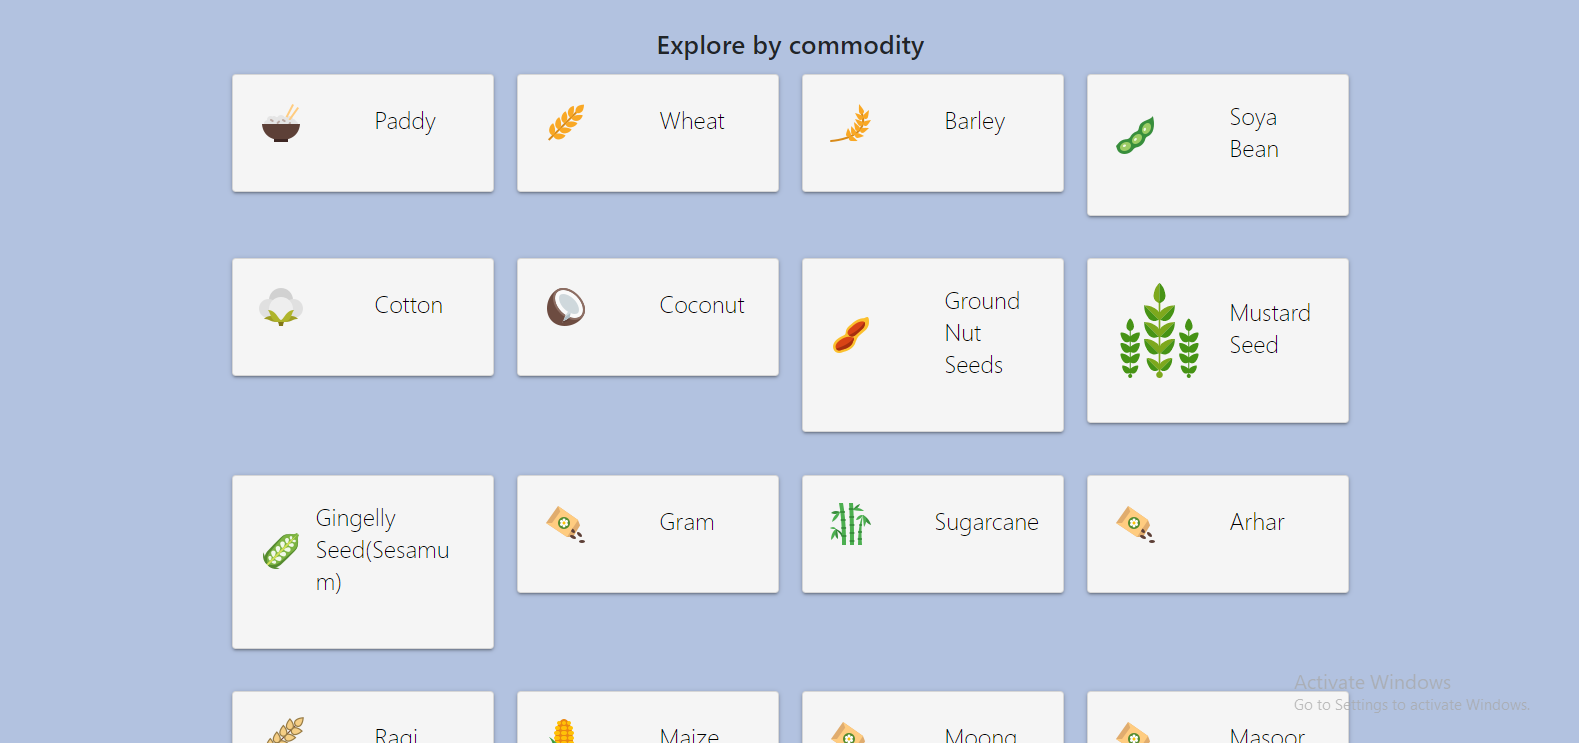 Explore by commodity
Paddy
Wheat
Barley
Soya
Bean
Cotton
Coconut
Ground
Nut
Seeds
Mustard
Seed
Gingelly
Seed(Sesamu
m)
Gram
Sugarcane
Arhar
Ragi
Maize
Moong
Masoor
Activate Windows
Go to Settings to activate Windows.